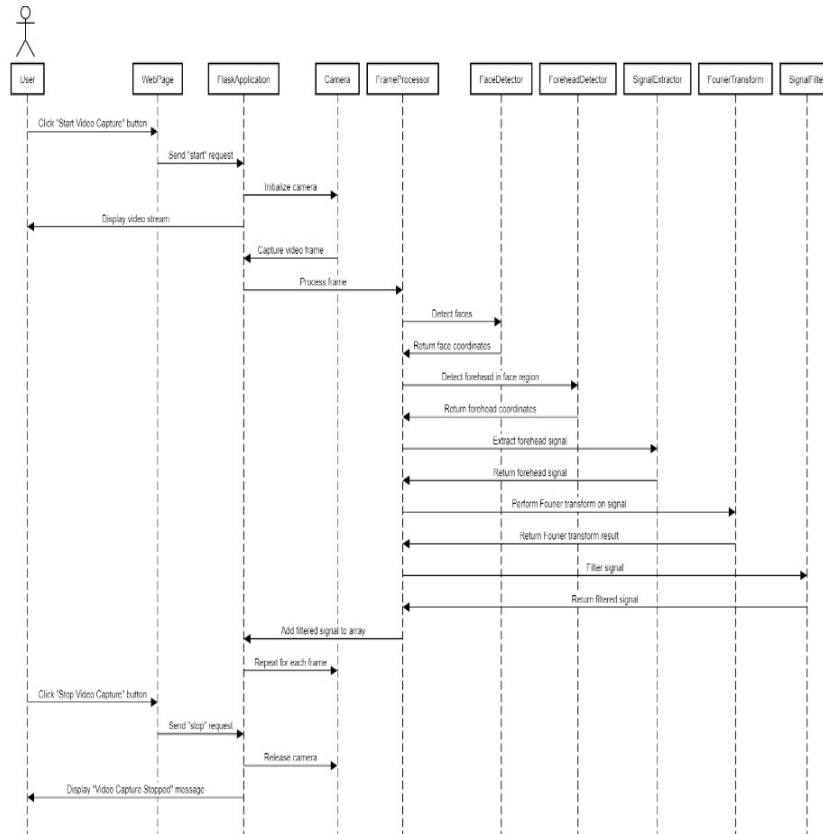 User
WebPage
FlaskApplication
Camera
FrameProcessor
FaceDetector
ForeheadDetector
SignalExtractor
FourierTransform
SignalFilter
Click "Start Video Capture" button
Send "start" request
Initialize camera
Display video stream
Capture video frame
Process frame
Detect faces
Return face coordinates
Detect forehead in face region
Return forehead coordinates
Extract forehead signal
Return forehead signal
Perform Fourier transform on signal
Return Fourier transform result
Filter signal
Return filtered signal
Add filtered signal to array
Repeat for each frame
Click "Stop Video Capture" button
Send "stop" request
Release camera
Display "Video Capture Stopped" message